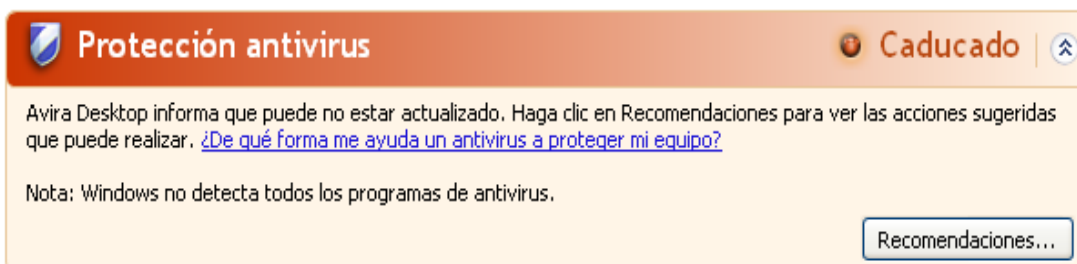 Protección antivirus
Caducado
Avira Desktop informa que puede no estar actualizado. Haga clic en Recomendaciones para ver las acciones sugeridas
que puede realizar. ¿De qué forma me ayuda un antivirus a proteger mi equipo?
Nota: Windows no detecta todos los programas de antivirus.
Recomendaciones...